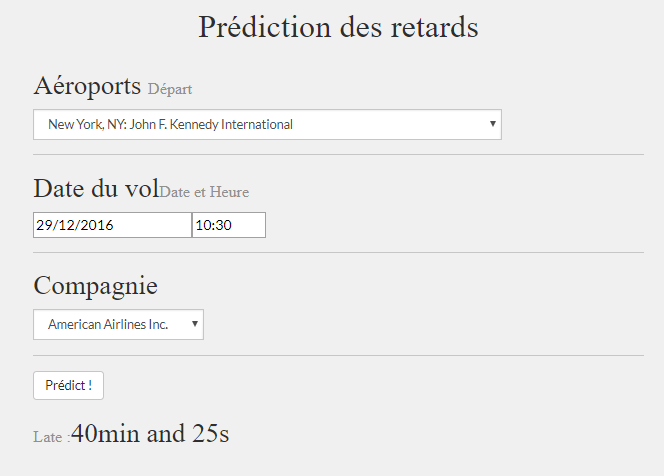 Prédiction des retards
Aéroports Départ
New York, NY: John F. Kennedy International
Date du volDate et Heure
29/12/2016 10:30
Compagnie
American Airlines Inc.
Prédict !
Late :40min and 25s